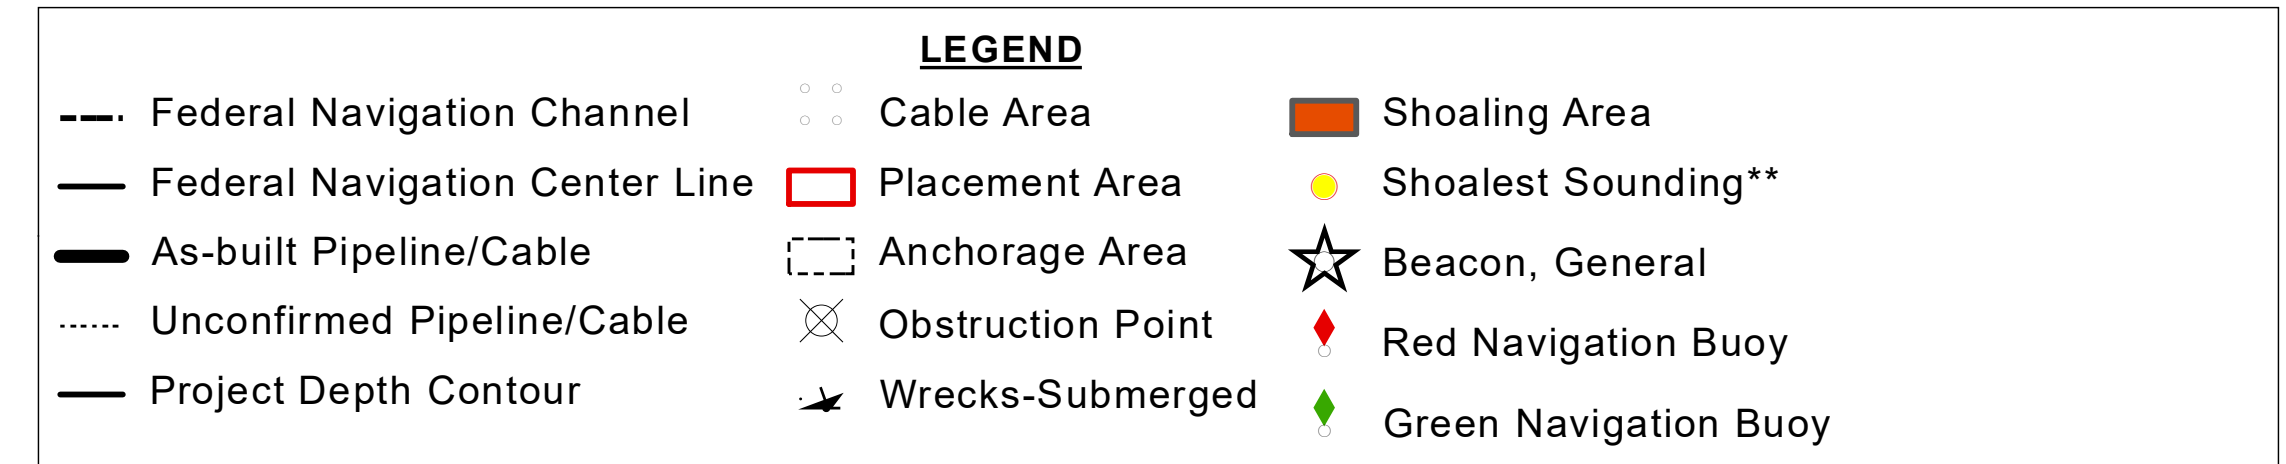 LEGEND
Federal Navigation Channel
Federal Navigation Center Line
As-built Pipeline/Cable
Unconfirmed Pipeline/Cable
Project Depth Contour
Cable Area
Placement Area
Anchorage Area
Obstruction Point
Wrecks-Submerged
Shoaling Area
Shoalest Sounding**
Beacon, General
Red Navigation Buoy
Green Navigation Buoy